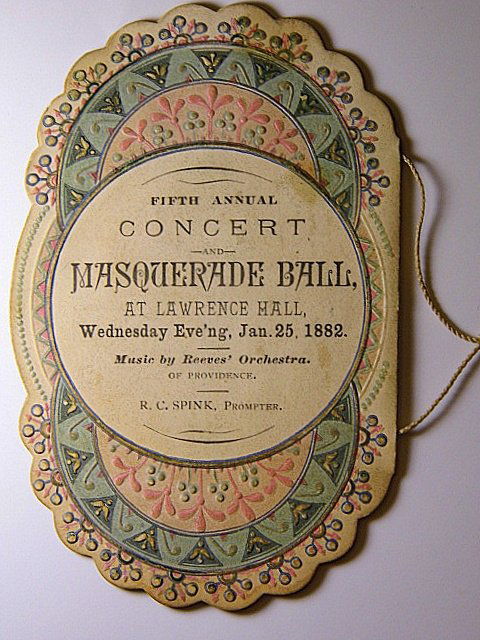 FIFTH ANNUAL
CONCERT
—AND—
MASQUERADE BALL,
AT LAWRENCE HALL,
Wednesday Eve'ng, Jan. 25, 1882.
Music by Reeves' Orchestra.
OF PROVIDENCE.
R. C. SPINK, PROMPTER.